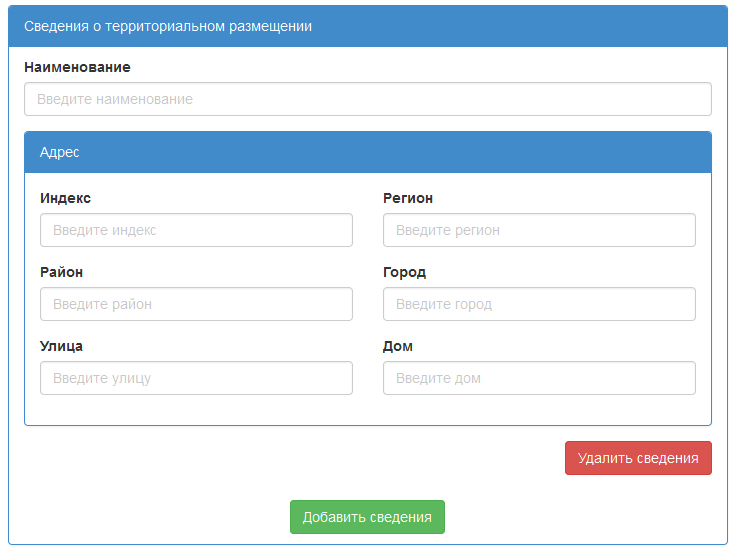 Сведения о территориальном размещении
Наименование
Введите наименование
Адрес
Индекс Регион
Введите индекс Введите регион
Район Город
Введите район Введите город
Улица Дом
Введите улицу Введите дом
Удалить сведения
Добавить сведения